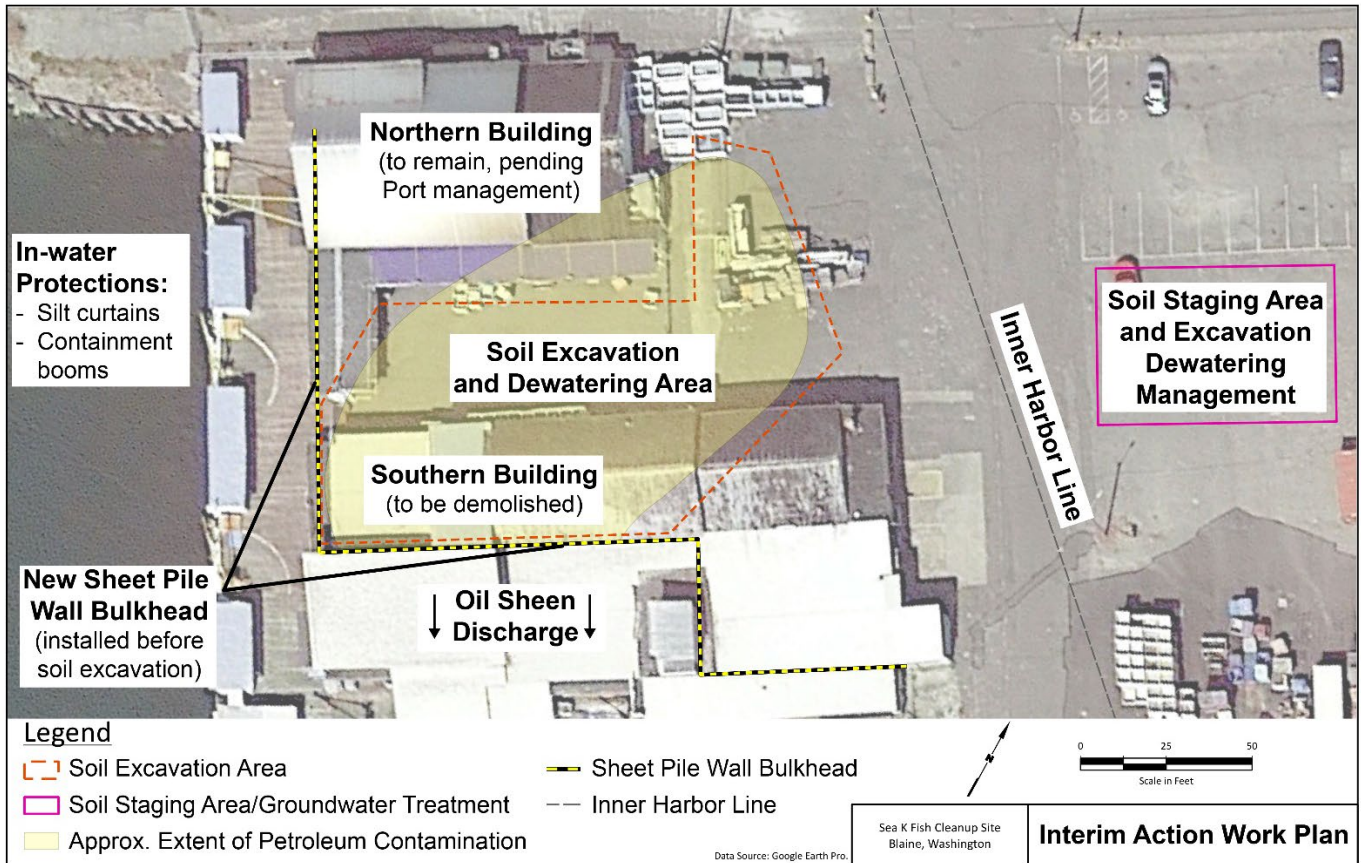 Northern Building
(to remain, pending
Port management)
In-water
Protections:
- Silt curtains
- Containment
booms
Soil Excavation
and Dewatering Area
Soil Staging Area
and Excavation
Dewatering
Management
Inner Harbor Line
Southern Building
(to be demolished)
New Sheet Pile
Wall Bulkhead
(installed before
soil excavation)
Oil Sheen
Discharge
Legend
Soil Excavation Area
Soil Staging Area/Groundwater Treatment
Approx. Extent of Petroleum Contamination
Sheet Pile Wall Bulkhead
Inner Harbor Line
Data Source: Google Earth Pro.
N
0 25 50
Scale in Feet
Sea K Fish Cleanup Site
Blaine, Washington
Interim Action Work Plan